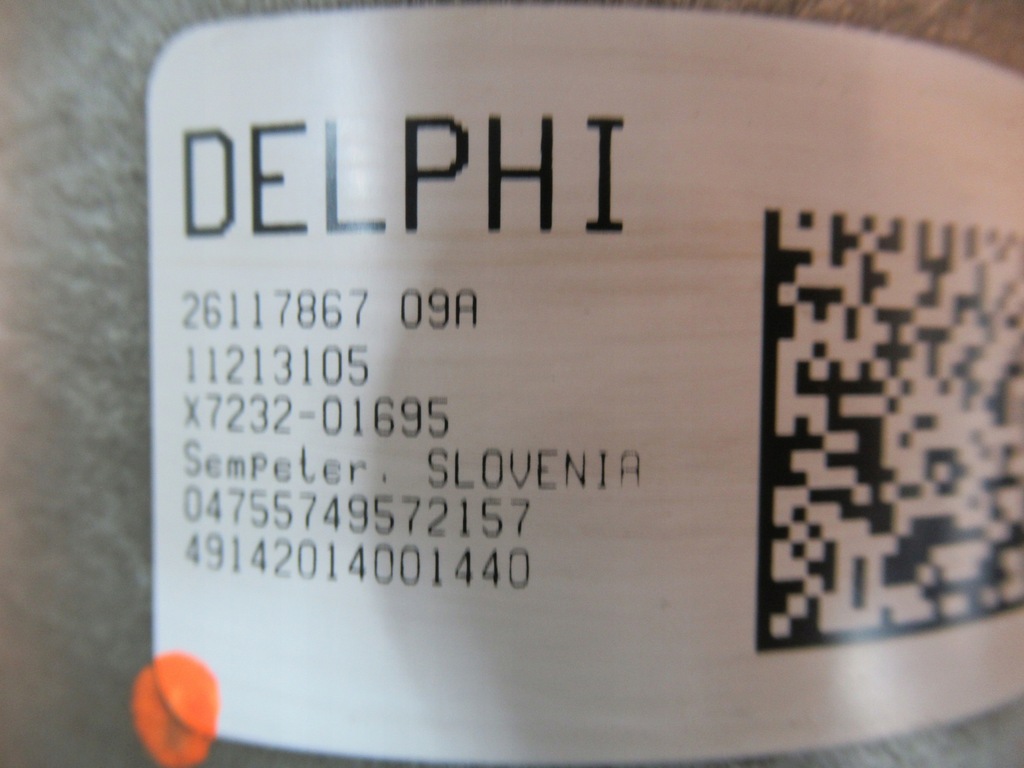 DELPHI
26117867 09A
11213105
X7232-01695
Sempeter. SLOVENIA
04755749572157
49142014001440